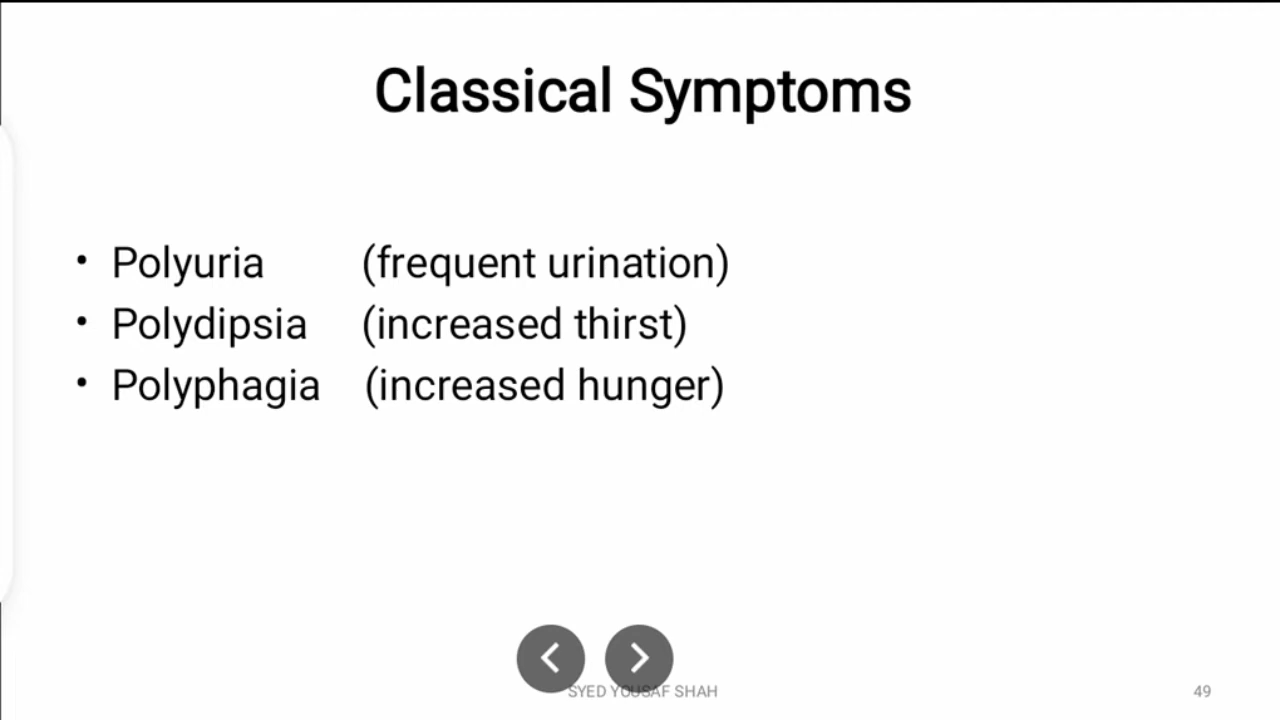 Classical Symptoms
• Polyuria (frequent urination)
• Polydipsia (increased thirst)
• Polyphagia (increased hunger)
SYED YOUSAF SHAH
49